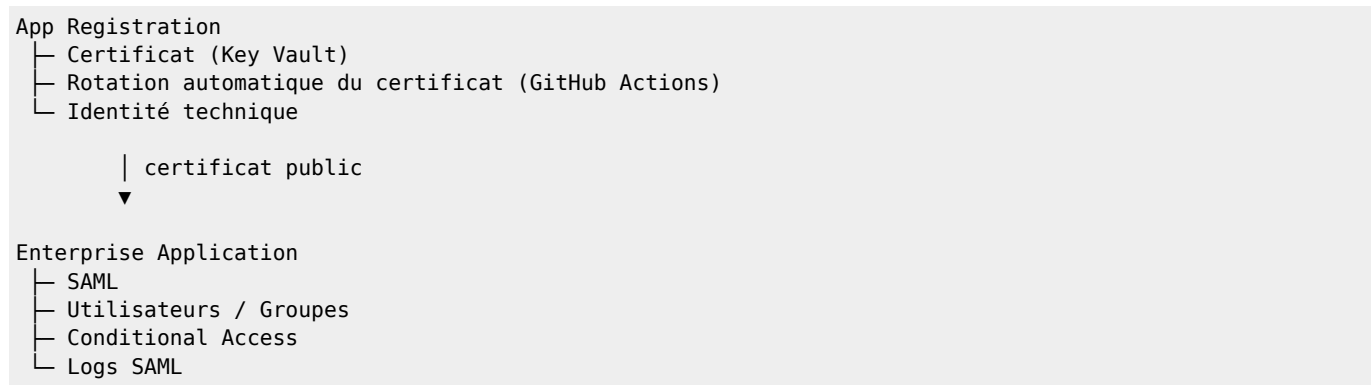 App Registration
 ├─ Certificat (Key Vault)
 ├─ Rotation automatique du certificat (GitHub Actions)
 └─ Identité technique

        │ certificat public
        ▼

Enterprise Application
 ├─ SAML
 ├─ Utilisateurs / Groupes
 ├─ Conditional Access
 └─ Logs SAML